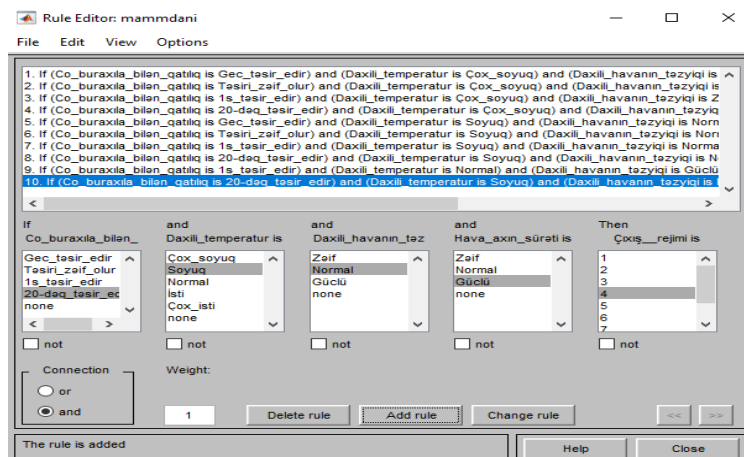 Rule Editor: mammdani
File Edit View Options
1. If (Co_buraxıla_bilən_qatılıq is Gec_təsir_edir) and (Daxili_temperatur is Çox_soyuq) and (Daxili_havanın_təzyiqi is
2. If (Co_buraxıla_bilən_qatılıq is Təsiri_zəif_olur) and (Daxili_temperatur is Çox_soyuq) and (Daxili_havanın_təzyiqi is
3. If (Co_buraxıla_bilən_qatılıq is 1s_təsir_edir) and (Daxili_temperatur is Çox_soyuq) and (Daxili_havanın_təzyiqi is Z
4. If (Co_buraxıla_bilən_qatılıq is 20-dəq_təsir_edir) and (Daxili_temperatur is Çox_soyuq) and (Daxili_havanın_təzyiq
5. If (Co_buraxıla_bilən_qatılıq is Gec_təsir_edir) and (Daxili_temperatur is Soyuq) and (Daxili_havanın_təzyiqi is Norn
6. If (Co_buraxıla_bilən_qatılıq is Təsiri_zəif_olur) and (Daxili_temperatur is Soyuq) and (Daxili_havanın_təzyiqi is Norı
7. If (Co_buraxıla_bilən_qatılıq is 1s_təsir_edir) and (Daxili_temperatur is Soyuq) and (Daxili_havanın_təzyiqi is Norma
8. If (Co_buraxıla_bilən_qatılıq is 20-dəq_təsir_edir) and (Daxili_temperatur is Soyuq) and (Daxili_havanın_təzyiqi is N
9. If (Co_buraxıla_bilən_qatılıq is 1s_təsir_edir) and (Daxili_temperatur is Normal) and (Daxili_havanın_təzyiqi is Güclü
10. If (Co_buraxıla_bilən_qatılıq is 20-dəq_təsir_edir) and (Daxili_temperatur is Soyuq) and (Daxili_havanın_təzyiqi is
If and and and Then
Co_buraxıla_bilən_ Daxili_temperatur is Daxili_havanın_təz Hava_axın_sürəti is Çıxış__rejimi is
Gec_təsir_edir Çox_soyuq Zəif Zəif 1
Təsiri_zəif_olur Soyuq Normal Normal 2
1s_təsir_edir Normal Güclü Güclü 3
20-dəq_təsir_ec İsti none none 4
none Çox_isti 5
none 6
7
not not not not not
Connection Weight:
or
and 1 Delete rule Add rule Change rule << >>
The rule is added Help Close